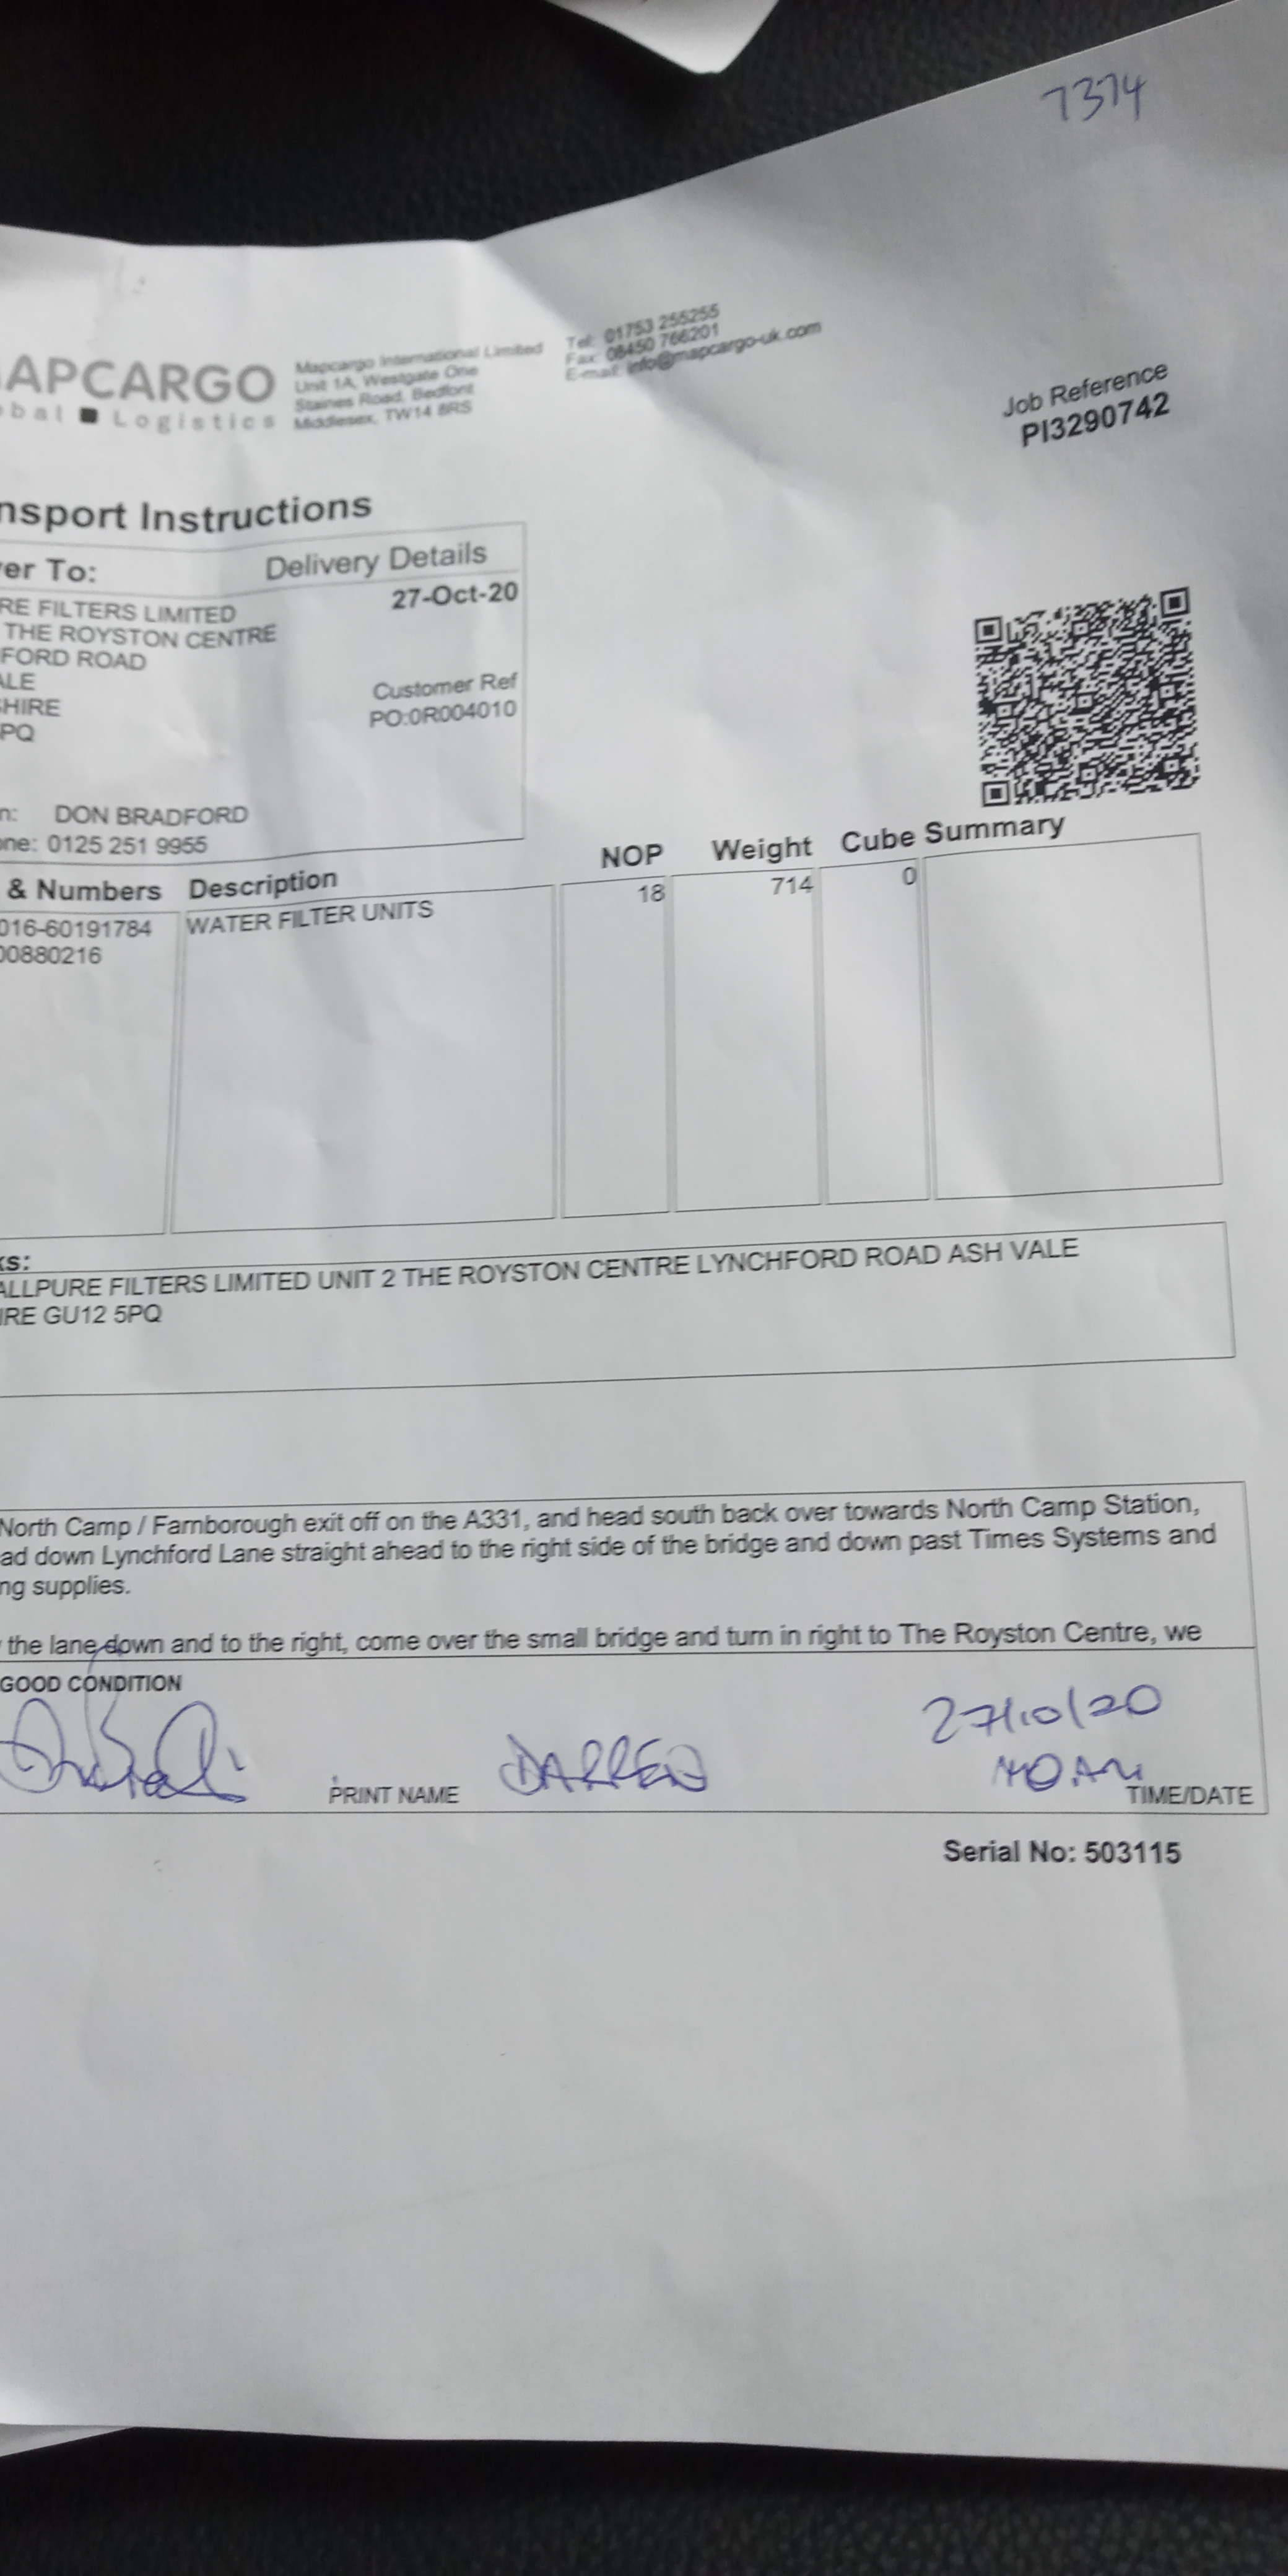 7374
APCARGO
bal Logistics
Mapcargo International Limited
Unit 1A, Westgate One
Staines Road, Bedfont
Middlesex, TW14 8RS
Tel: 01753 255255
Fax: 08450 766201
E-mail: info@mapcargo-uk.com
Job Reference
PI3290742
nsport Instructions
er To: Delivery Details
RE FILTERS LIMITED 27-Oct-20
THE ROYSTON CENTRE
FORD ROAD
ALE Customer Ref
SHIRE PO:0R004010
PQ
n: DON BRADFORD
one: 0125 251 9955
& Numbers Description NOP Weight Cube Summary
016-60191784 WATER FILTER UNITS 18 714 0
00880216
ks:
ALLPURE FILTERS LIMITED UNIT 2 THE ROYSTON CENTRE LYNCHFORD ROAD ASH VALE
IRE GU12 5PQ
North Camp / Farnborough exit off on the A331, and head south back over towards North Camp Station,
ad down Lynchford Lane straight ahead to the right side of the bridge and down past Times Systems and
ng supplies.
the lane down and to the right, come over the small bridge and turn in right to The Royston Centre, we
GOOD CONDITION
27/10/20
PRINT NAME DARREN
TIME/DATE
Serial No: 503115